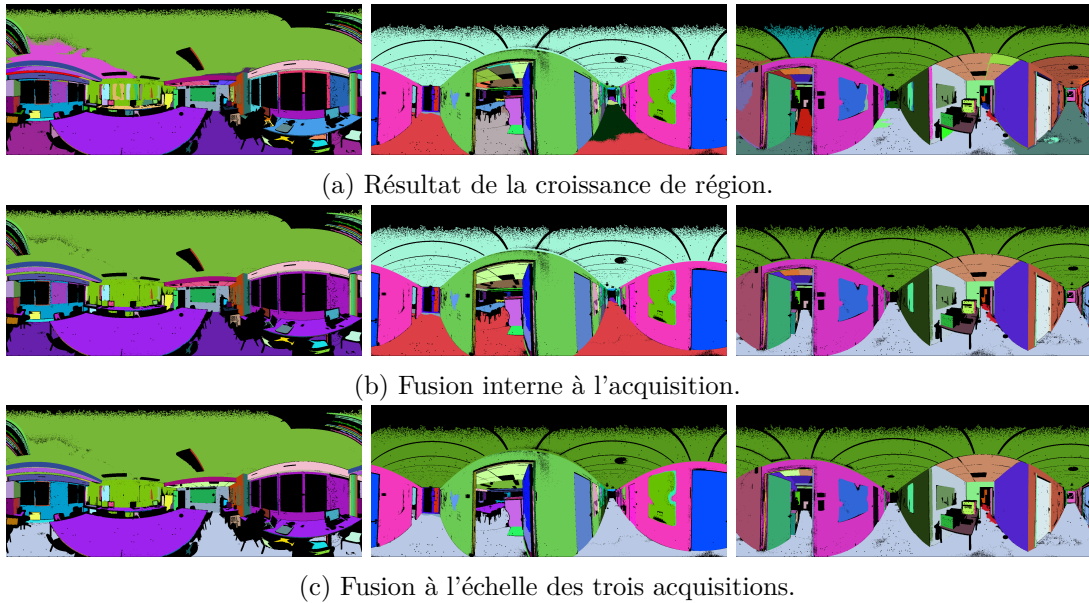 (a) Résultat de la croissance de région.
(b) Fusion interne à l'acquisition.
(c) Fusion à l'échelle des trois acquisitions.